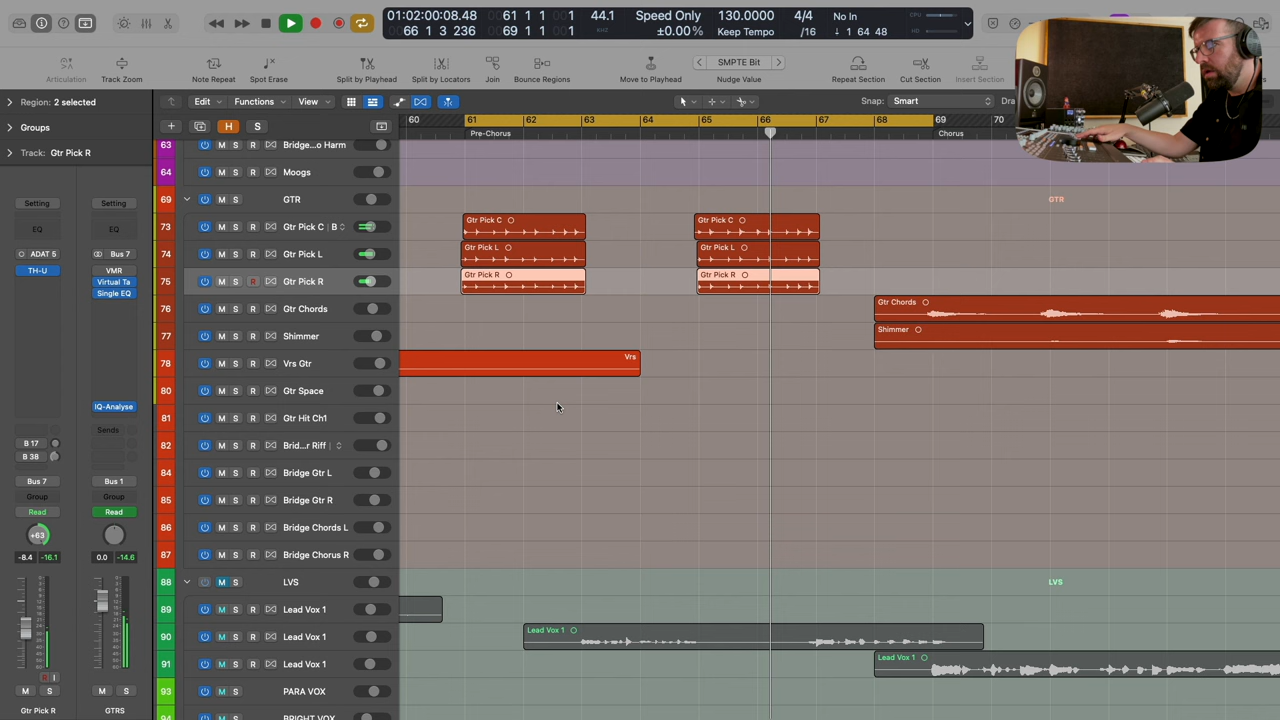 01:02:00:08.48
61 1 1 1
44.1
Speed Only
130.0000
4/4
No In
CPU
66 1 3 236
69 1 1 1
KHZ
±0.00%
Keep Tempo
/16
↓ 1 64 48
HD
Articulation
Track Zoom
Note Repeat
Spot Erase
Split by Playhead
Split by Locators
Join
Bounce Regions
Move to Playhead
SMPTE Bit
Nudge Value
Repeat Section
Cut Section
Insert Section
Region: 2 selected
Edit
Functions
View
Snap:
Smart
Groups
H
S
60
61
62
63
64
65
66
67
68
69
70
Pre-Chorus
Chorus
Track: Gtr Pick R
63
M S
Bridge...o Harm
64
M S
Moogs
69
M S
GTR
GTR
73
M S R
Gtr Pick C | B
Gtr Pick C
Gtr Pick C
74
M S R
Gtr Pick L
Gtr Pick L
Gtr Pick L
75
M S R
Gtr Pick R
Gtr Pick R
Gtr Pick R
76
M S R
Gtr Chords
Gtr Chords
77
M S R
Shimmer
Shimmer
78
M S R
Vrs Gtr
Vrs
80
M S R
Gtr Space
81
M S R
Gtr Hit Ch1
82
M S R
Brid...r Riff |
84
M S R
Bridge Gtr L
85
M S R
Bridge Gtr R
86
M S R
Bridge Chords L
87
M S R
Bridge Chorus R
88
M S
LVS
LVS
89
M S R
Lead Vox 1
90
M S R
Lead Vox 1
Lead Vox 1
91
M S R
Lead Vox 1
Lead Vox 1
93
M S R
PARA VOX
94
BRIGHT VOX
Setting
Setting
EQ
EQ
ADAT 5
Bus 7
TH-U
VMR
Virtual Ta
Single EQ
IQ-Analyse
Sends
B 17
B 38
Bus 7
Bus 1
Group
Group
Read
Read
+63
-8.4
-16.1
0.0
-14.6
R I
M S
M S
Gtr Pick R
GTRS